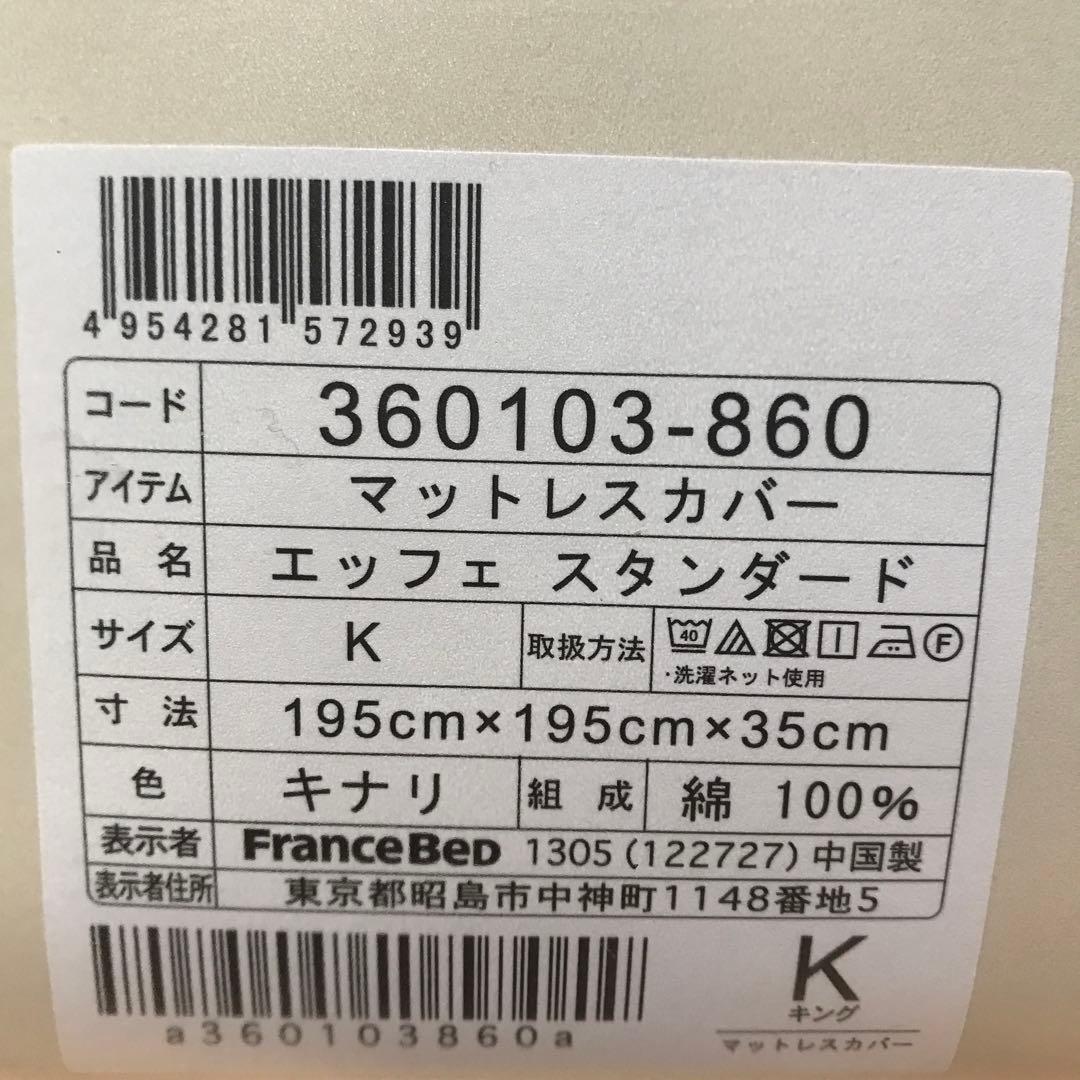 4 954281 572939
コード 360103-860
アイテム マットレスカバー
品名 エッフェ スタンダード
サイズ K 取扱方法 40 F
・洗濯ネット使用
寸法 195cm×195cm×35cm
色 キナリ 組成 綿 100%
表示者 FranceBeD 1305(122727)中国製
表示者住所 東京都昭島市中神町1148番地5
a360103860a
K
キング
マットレスカバー